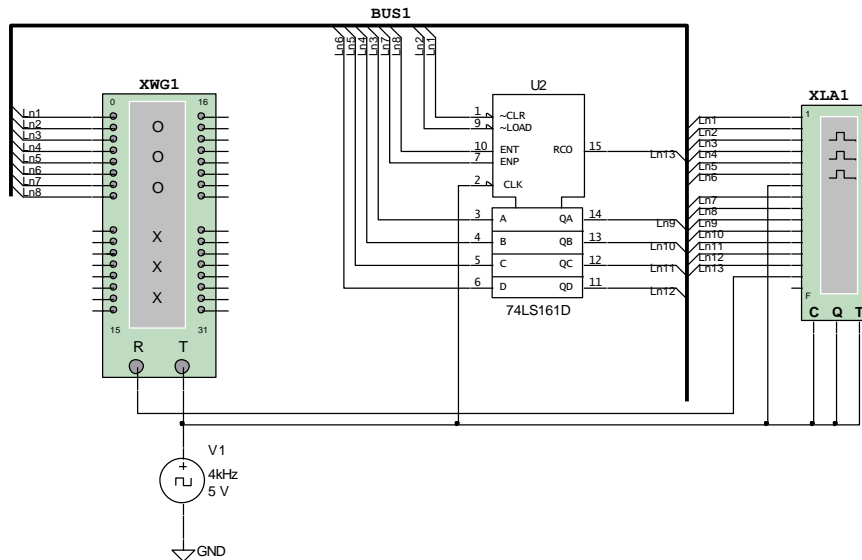 BUS1
Ln6
Ln5
Ln4
Ln3
Ln7
Ln8
Ln2
Ln1
XWG1
0
16
O
O
O
X
X
X
15
31
R
T
Ln1
Ln2
Ln3
Ln4
Ln5
Ln6
Ln7
Ln8
U2
1
~CLR
9
~LOAD
10
ENT
RCO
15
7
ENP
2
CLK
3
A
QA
14
4
B
QB
13
5
C
QC
12
6
D
QD
11
74LS161D
Ln13
Ln9
Ln10
Ln11
Ln12
XLA1
Ln1
Ln2
Ln3
Ln4
Ln5
Ln6
Ln7
Ln8
Ln9
Ln10
Ln11
Ln12
Ln13
1
F
C
Q
T
V1
4kHz
5 V
GND